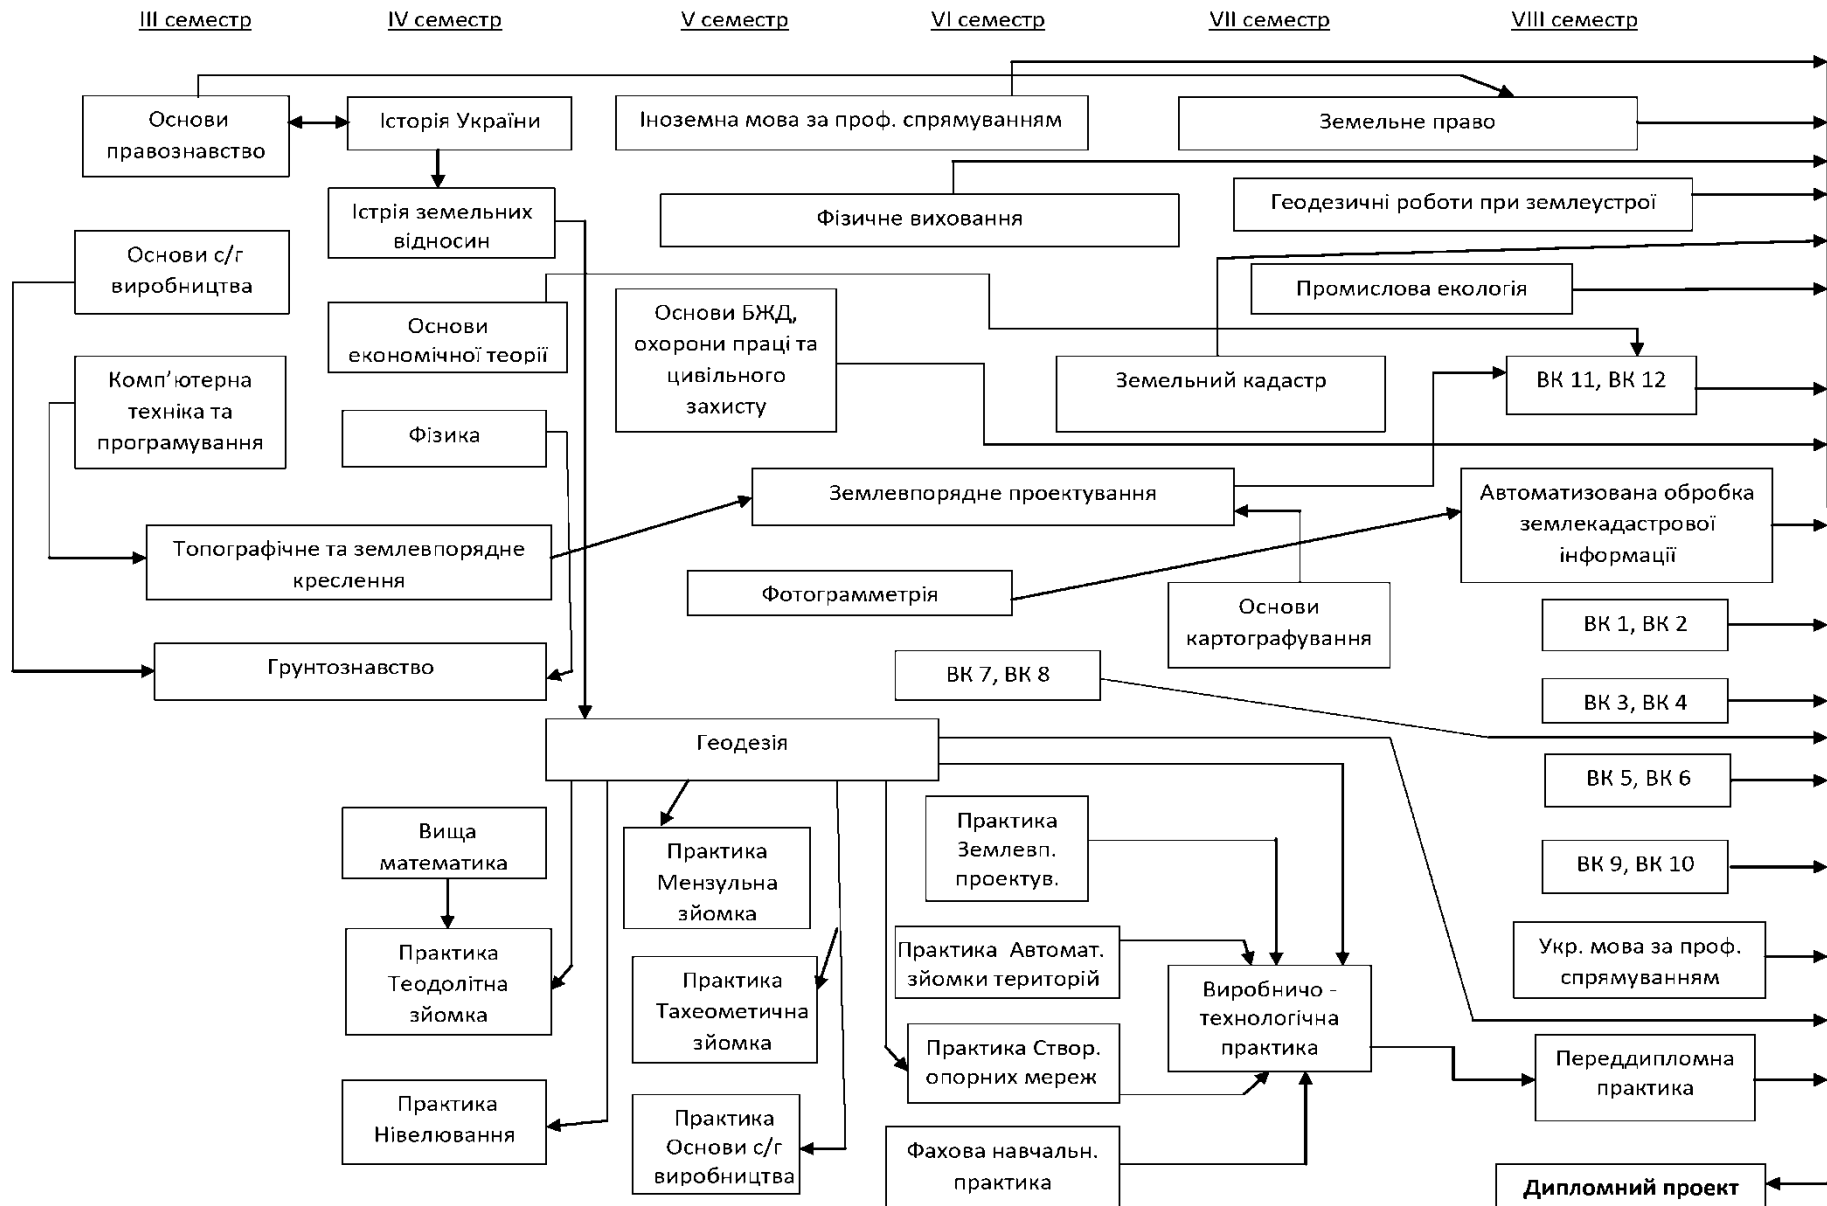 III семестр
IV семестр
V семестр
VI семестр
VII семестр
VIII семестр
Основи
правознавство
Історія України
Іноземна мова за проф. спрямуванням
Земельне право
Істрія земельних
відносин
Фізичне виховання
Геодезичні роботи при землеустрої
Основи с/г
виробництва
Основи
економічної теорії
Основи БЖД,
охорони праці та
цивільного
захисту
Промислова екологія
Земельний кадастр
ВК 11, ВК 12
Комп’ютерна
техніка та
програмування
Фізика
Землевпорядне проектування
Автоматизована обробка
землекадастрової
інформації
Топографічне та землевпорядне
креслення
Фотограмметрія
Основи
картографування
ВК 1, ВК 2
Грунтознавство
ВК 7, ВК 8
ВК 3, ВК 4
Геодезія
ВК 5, ВК 6
Вища
математика
Практика
Мензульна
зйомка
Практика
Землевп.
проектув.
ВК 9, ВК 10
Практика
Теодолітна
зйомка
Практика
Тахеометична
зйомка
Практика Автомат.
зйомки територій
Виробничо -
технологічна
практика
Укр. мова за проф.
спрямуванням
Практика Створ.
опорних мереж
Переддипломна
практика
Практика
Нівелювання
Практика
Основи с/г
виробництва
Фахова навчальн.
практика
Дипломний проект